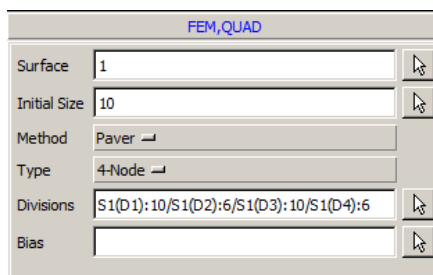 FEM,QUAD
Surface 1
Initial Size 10
Method Paver
Type 4-Node
Divisions S1(D1):10/S1(D2):6/S1(D3):10/S1(D4):6
Bias